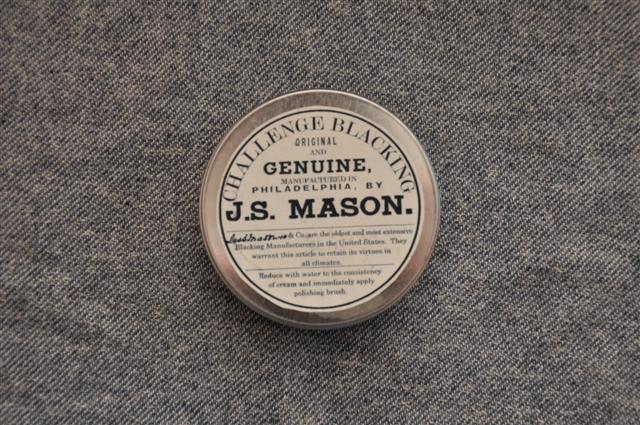 CHALLENGE BLACKING
ORIGINAL
AND
GENUINE,
MANUFACTURED IN
PHILADELPHIA, BY
J.S. MASON.
& Co. are the oldest and most extensive
Blacking Manufacturers in the United States. They
warrant this article to retain its virtues in
all climates.
Reduce with water to the consistency
of cream and immediately apply
polishing brush.